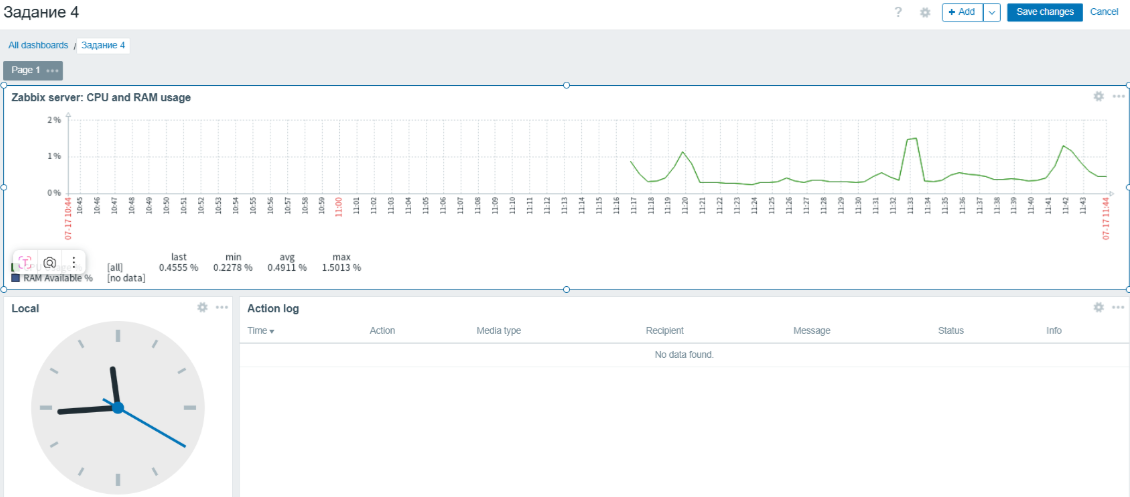 Задание 4
? + Add Save changes Cancel
All dashboards / Задание 4
Page 1
Zabbix server: CPU and RAM usage
2 %
1 %
0 %
07-17 10:44 10:45 10:46 10:47 10:48 10:49 10:50 10:51 10:52 10:53 10:54 10:55 10:56 10:57 10:58 10:59 11:00 11:01 11:02 11:03 11:04 11:05 11:06 11:07 11:08 11:09 11:10 11:11 11:12 11:13 11:14 11:15 11:16 11:17 11:18 11:19 11:20 11:21 11:22 11:23 11:24 11:25 11:26 11:27 11:28 11:29 11:30 11:31 11:32 11:33 11:34 11:35 11:36 11:37 11:38 11:39 11:40 11:41 11:42 11:43 07-17 11:44
last min avg max
[all] 0.4555 % 0.2278 % 0.4911 % 1.5013 %
RAM Available % [no data]
Local
Action log
Time Action Media type Recipient Message Status Info
No data found.